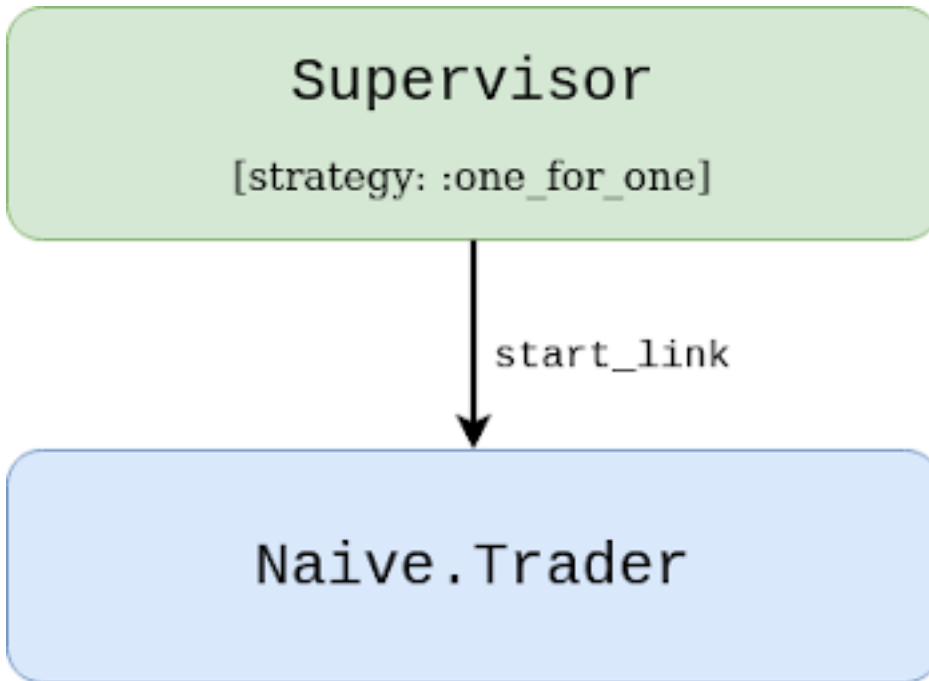 Supervisor
[strategy: :one_for_one]
start_link
Naive.Trader